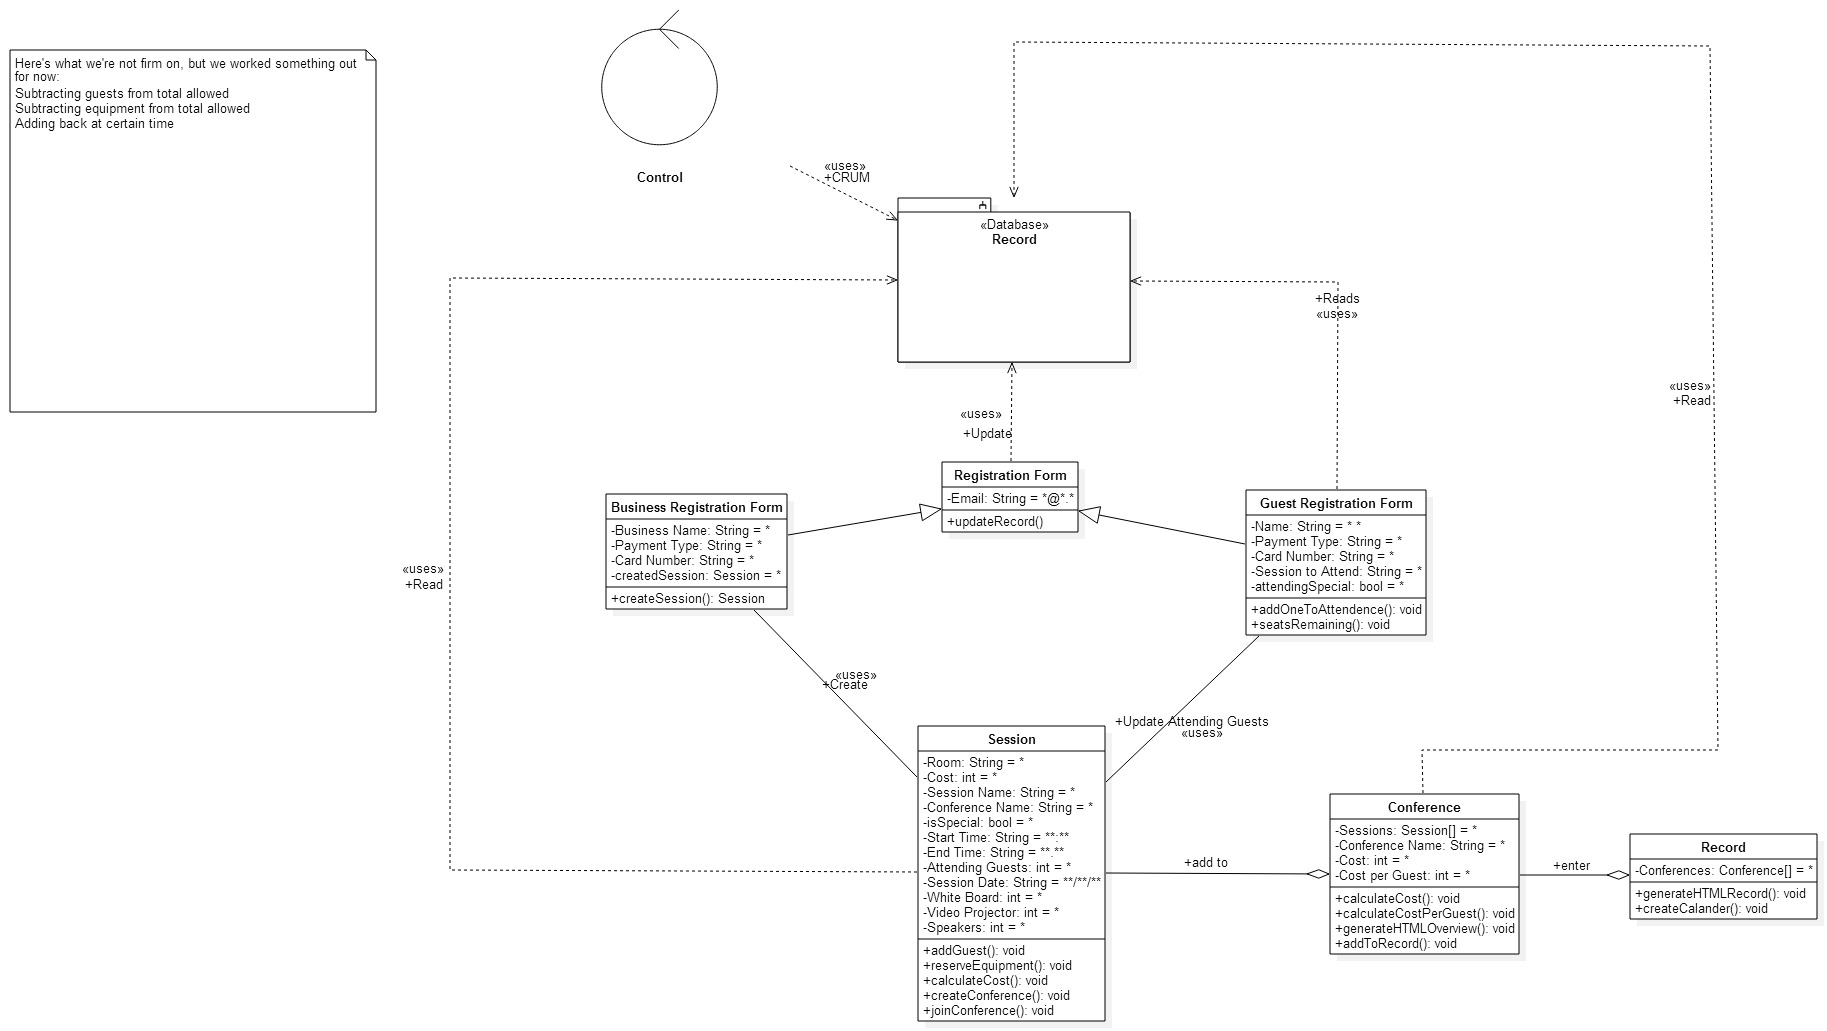 Here's what we're not firm on, but we worked something out
for now:
Subtracting guests from total allowed
Subtracting equipment from total allowed
Adding back at certain time
Control
«uses»
+CRUM
«Database»
Record
+Reads
«uses»
«uses»
+Read
«uses»
+Update
Registration Form
-Email: String = *@*.*
+updateRecord()
Business Registration Form
-Business Name: String = *
-Payment Type: String = *
-Card Number: String = *
-createdSession: Session = *
+createSession(): Session
Guest Registration Form
-Name: String = * *
-Payment Type: String = *
-Card Number: String = *
-Session to Attend: String = *
-attendingSpecial: bool = *
+addOneToAttendence(): void
+seatsRemaining(): void
«uses»
+Read
«uses»
+Create
+Update Attending Guests
«uses»
Session
-Room: String = *
-Cost: int = *
-Session Name: String = *
-Conference Name: String = *
-isSpecial: bool = *
-Start Time: String = **:**
-End Time: String = **.**
-Attending Guests: int = *
-Session Date: String = **/**/**
-White Board: int = *
-Video Projector: int = *
-Speakers: int = *
+addGuest(): void
+reserveEquipment(): void
+calculateCost(): void
+createConference(): void
+joinConference(): void
+add to
Conference
-Sessions: Session[] = *
-Conference Name: String = *
-Cost: int = *
-Cost per Guest: int = *
+calculateCost(): void
+calculateCostPerGuest(): void
+generateHTMLOverview(): void
+addToRecord(): void
+enter
Record
-Conferences: Conference[] = *
+generateHTMLRecord(): void
+createCalander(): void